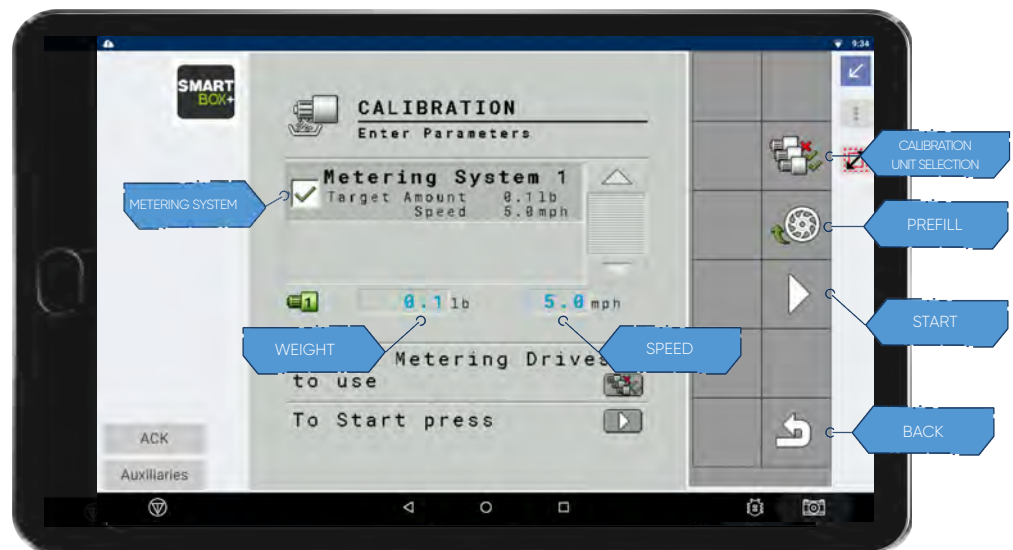 9:34
SMART
BOX+
CALIBRATION
Enter Parameters
CALIBRATION
UNIT SELECTION
Metering System 1
Target Amount 0.1lb
Speed 5.0mph
METERING SYSTEM
PREFILL
1
0.1 lb
5.0 mph
START
WEIGHT
SPEED
Metering Drives
to use
To Start press
BACK
ACK
Auxiliaries